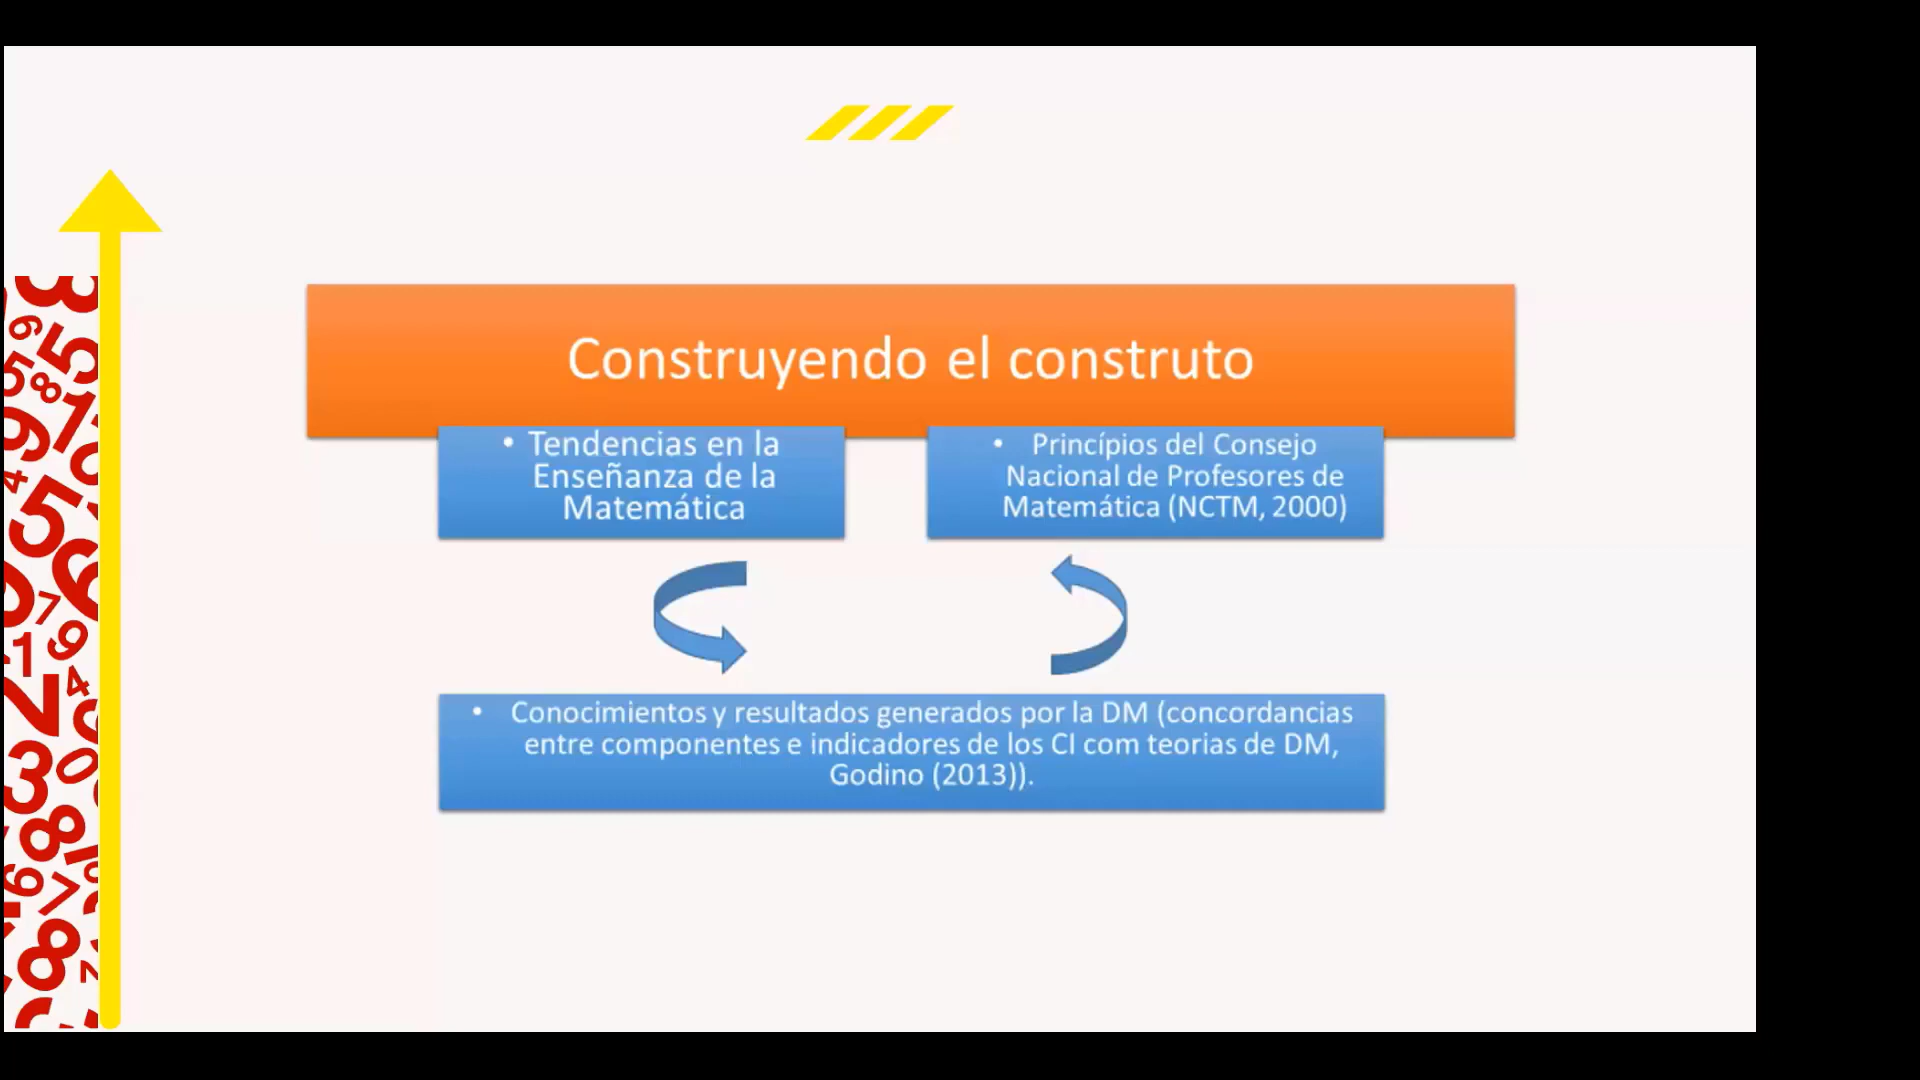 Construyendo el construto
• Tendencias en la
Enseñanza de la
Matemática
• Princípios del Consejo
Nacional de Profesores de
Matemática (NCTM, 2000)
• Conocimientos y resultados generados por la DM (concordancias
entre componentes e indicadores de los CI com teorias de DM,
Godino (2013)).